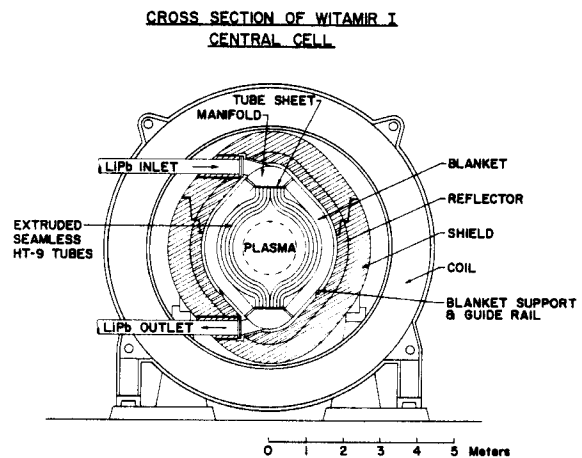 CROSS SECTION OF WITAMIR I
CENTRAL CELL
TUBE SHEET
MANIFOLD
LiPb INLET
BLANKET
REFLECTOR
EXTRUDED
SEAMLESS
HT-9 TUBES
PLASMA
SHIELD
COIL
BLANKET SUPPORT
& GUIDE RAIL
LiPb OUTLET
0 1 2 3 4 5 Meters